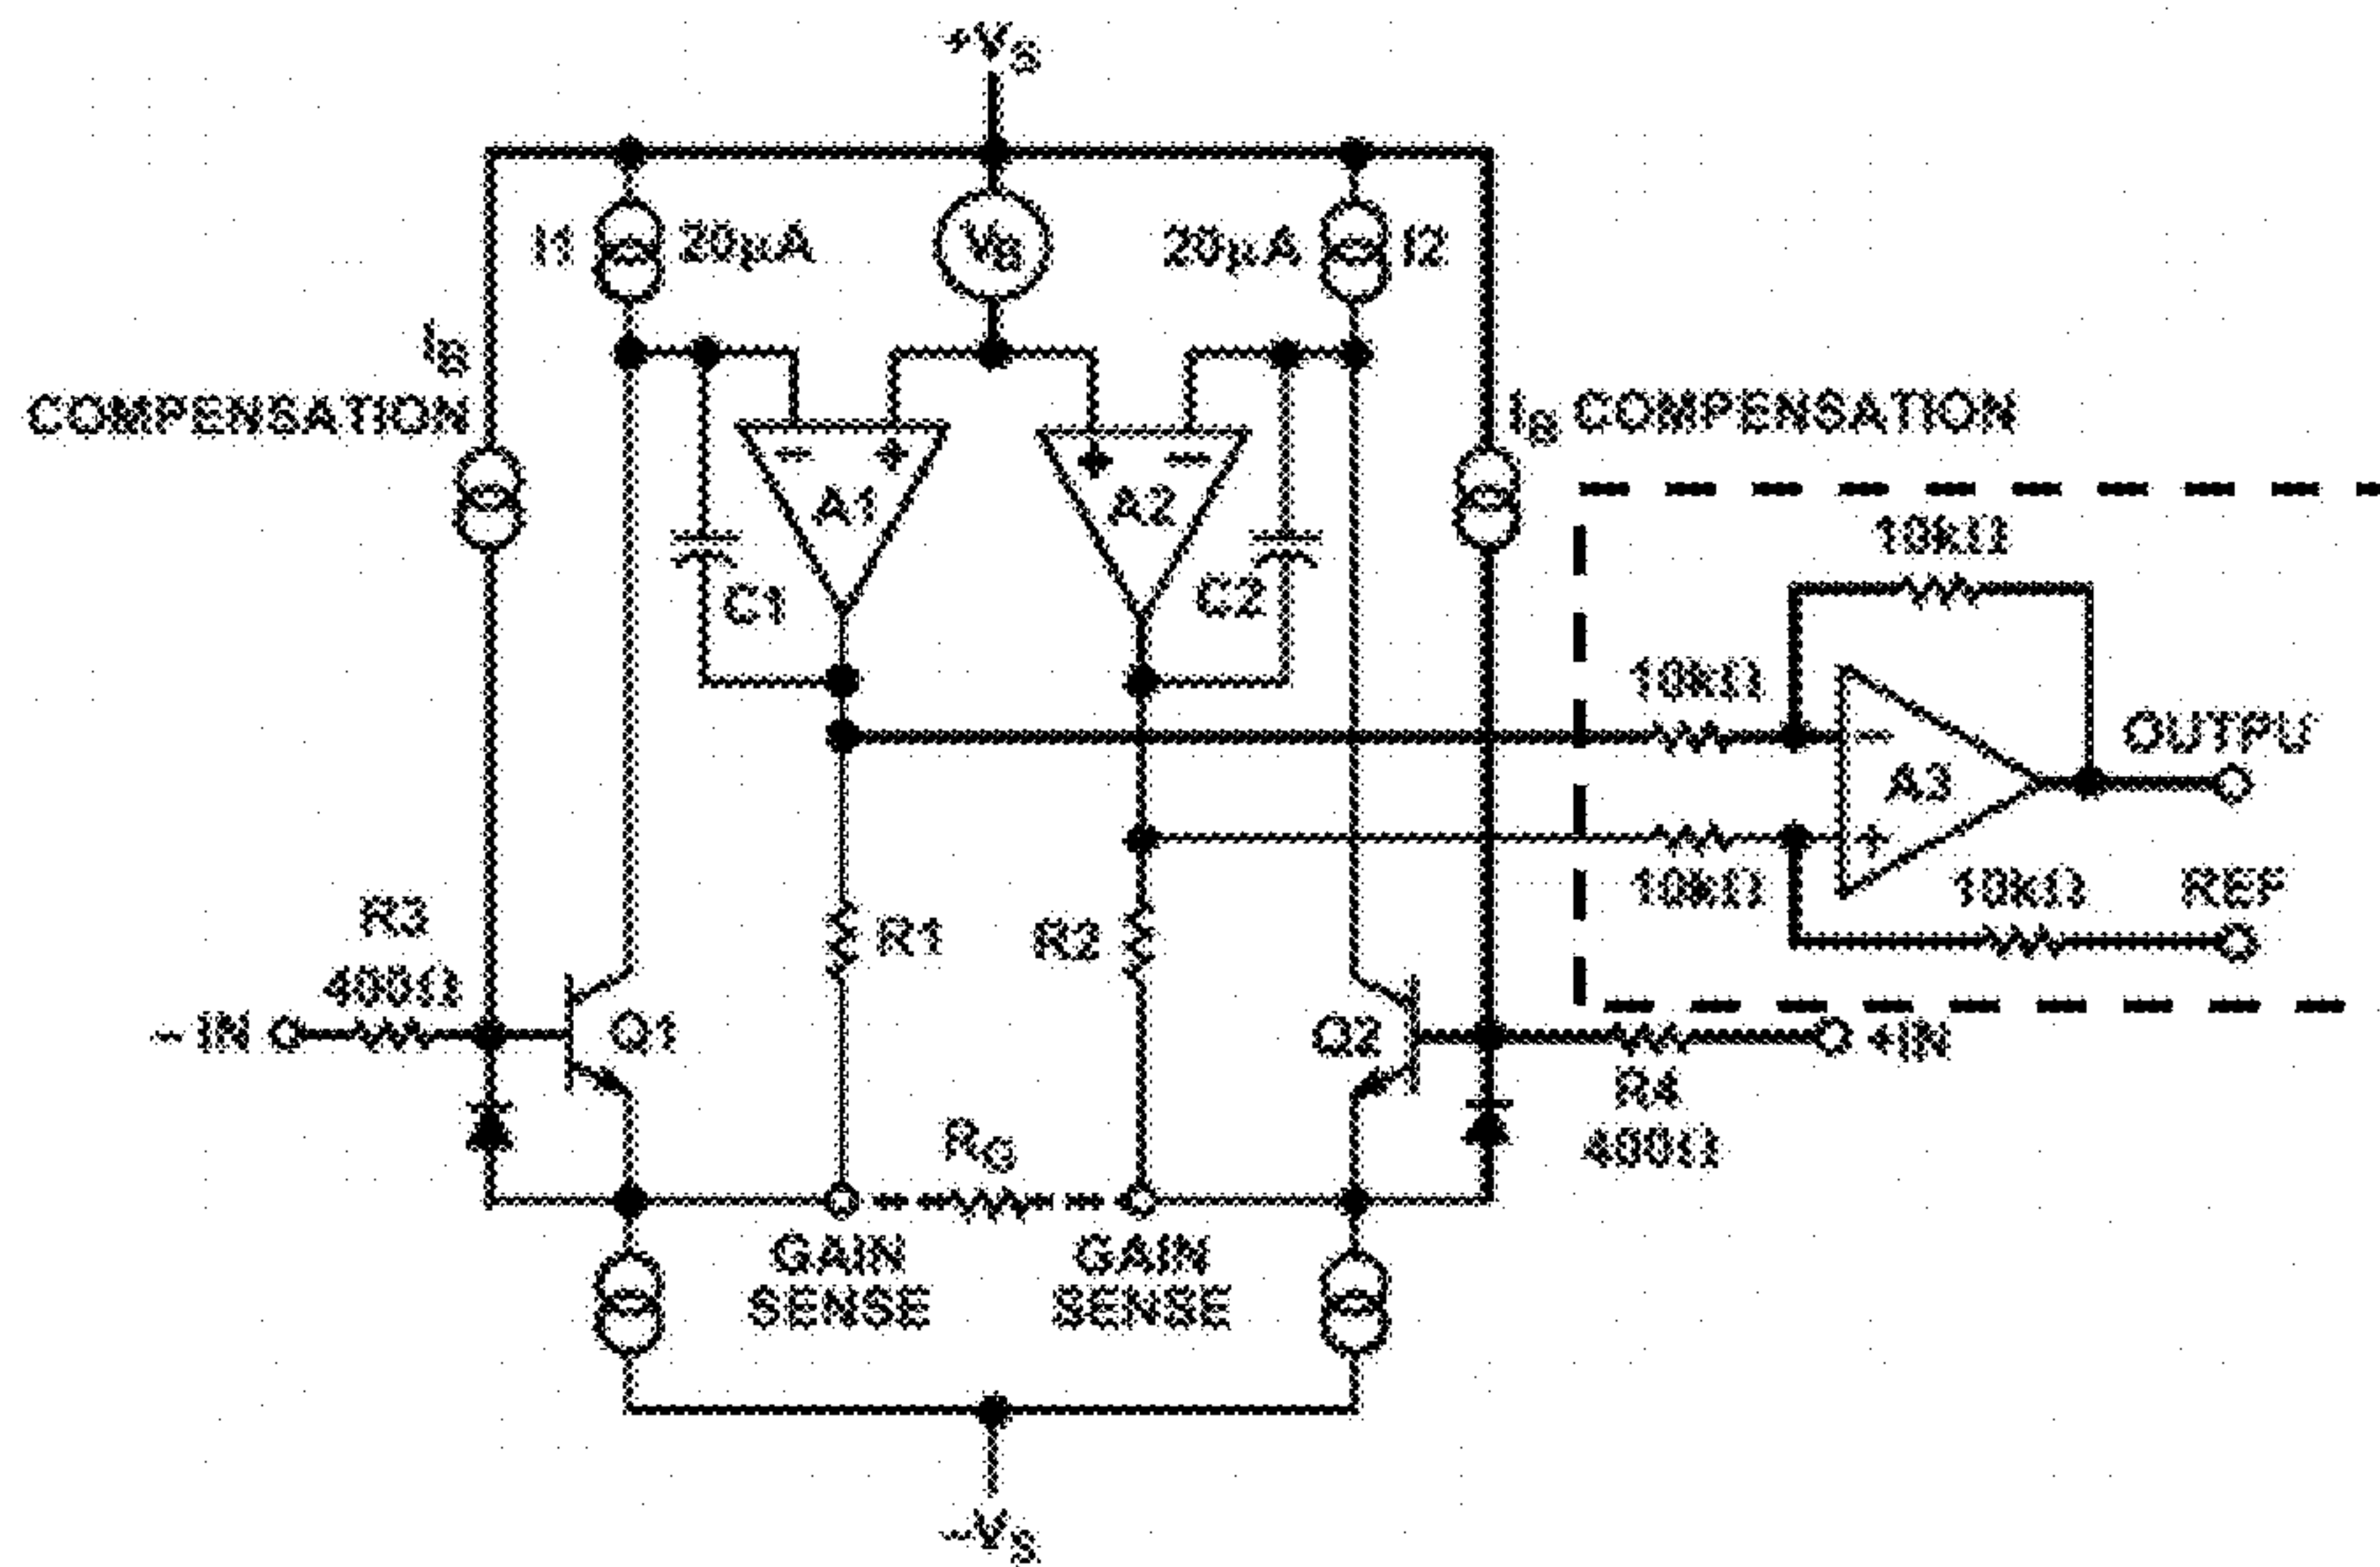 +VS
I1
20µA
VB
20µA
I2
IB
COMPENSATION
IB COMPENSATION
−
+
A1
+
−
A2
C1
C2
10kΩ
10kΩ
−
A3
OUTPU
+
10kΩ
10kΩ
REF
R3
400Ω
R1
R2
− IN
Q1
Q2
+IN
R4
400Ω
RG
GAIN
SENSE
GAIN
SENSE
−VS